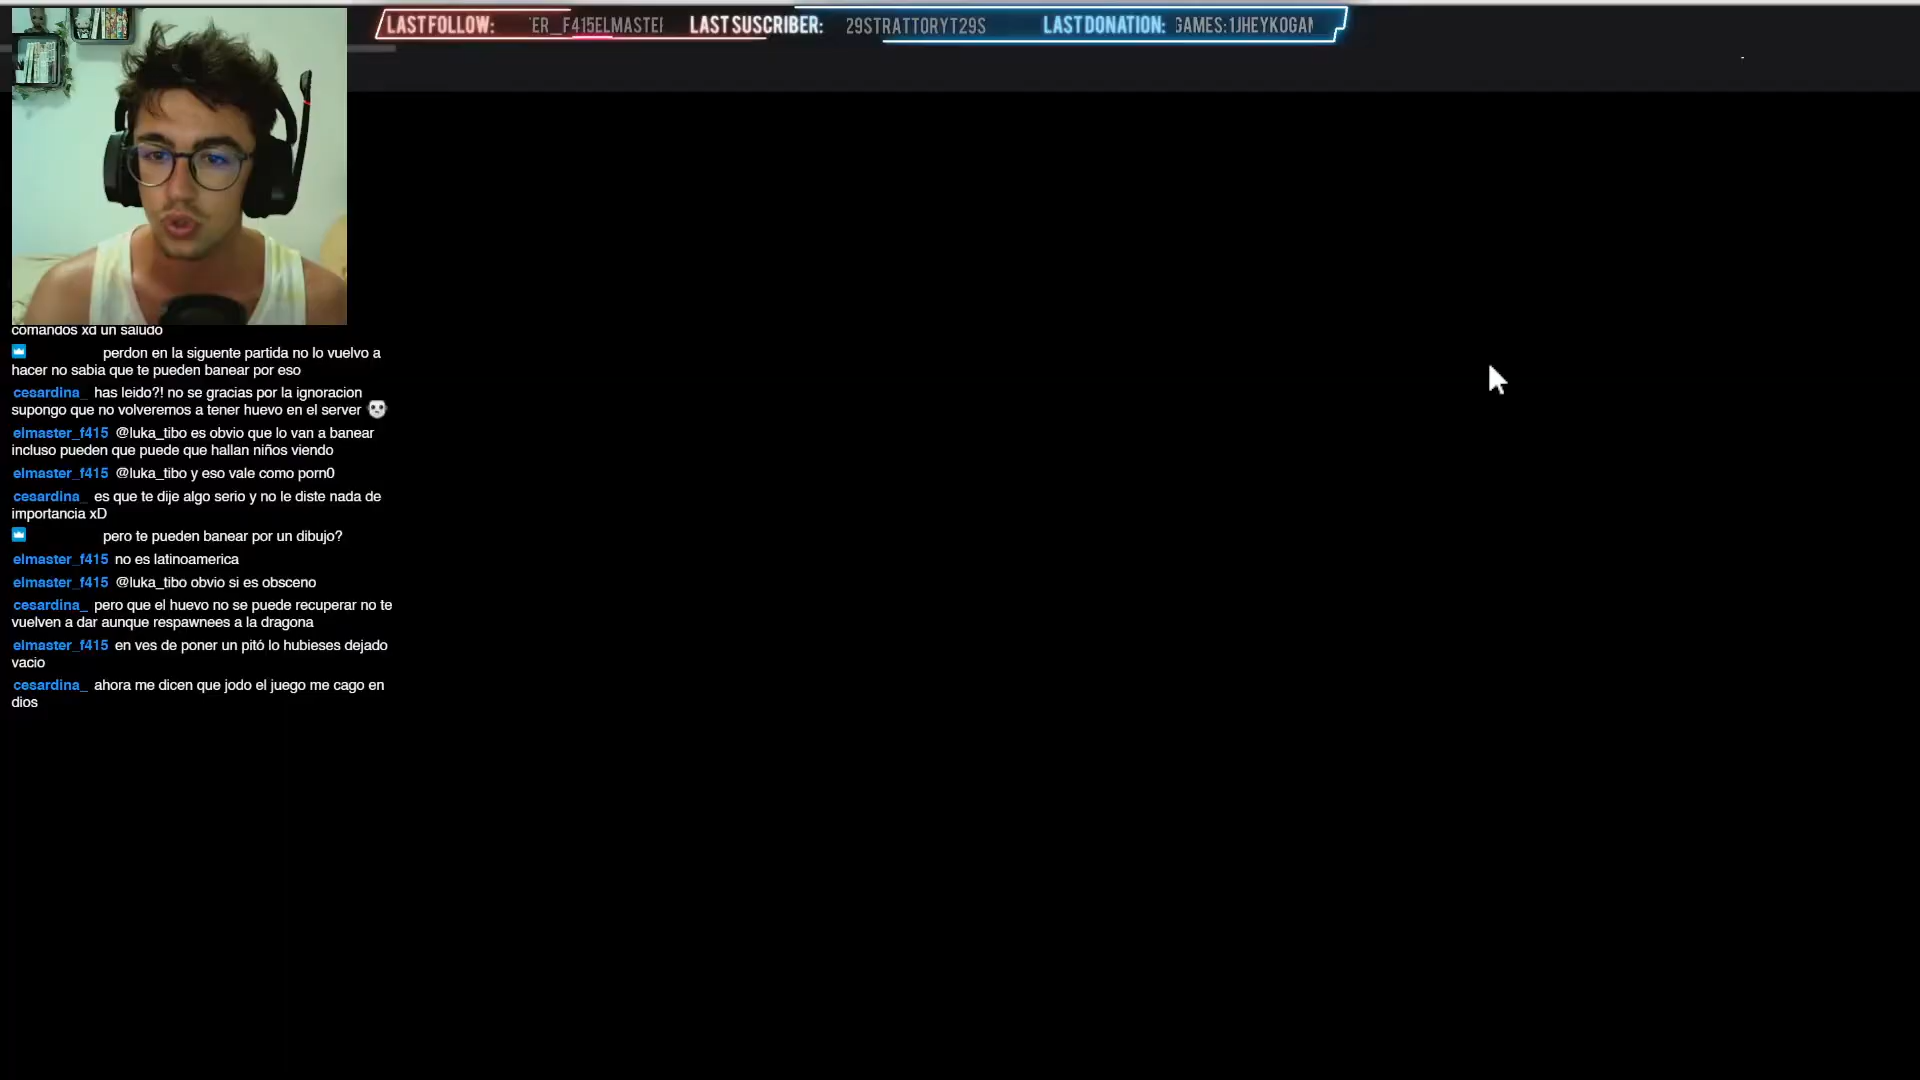 LAST FOLLOW: ER_F415ELMASTER LAST SUSCRIBER: 29STRATTORYT29S LAST DONATION: GAMES:1JHEYKOGAM
comandos xd un saludo
perdon en la siguente partida no lo vuelvo a
hacer no sabia que te pueden banear por eso
cesardina_ has leido?! no se gracias por la ignoracion
supongo que no volveremos a tener huevo en el server
elmaster_f415 @luka_tibo es obvio que lo van a banear
incluso pueden que puede que hallan niños viendo
elmaster_f415 @luka_tibo y eso vale como porn0
cesardina_ es que te dije algo serio y no le diste nada de
importancia xD
pero te pueden banear por un dibujo?
elmaster_f415 no es latinoamerica
elmaster_f415 @luka_tibo obvio si es obsceno
cesardina_ pero que el huevo no se puede recuperar no te
vuelven a dar aunque respawnees a la dragona
elmaster_f415 en ves de poner un pitó lo hubieses dejado
vacio
cesardina_ ahora me dicen que jodo el juego me cago en
dios